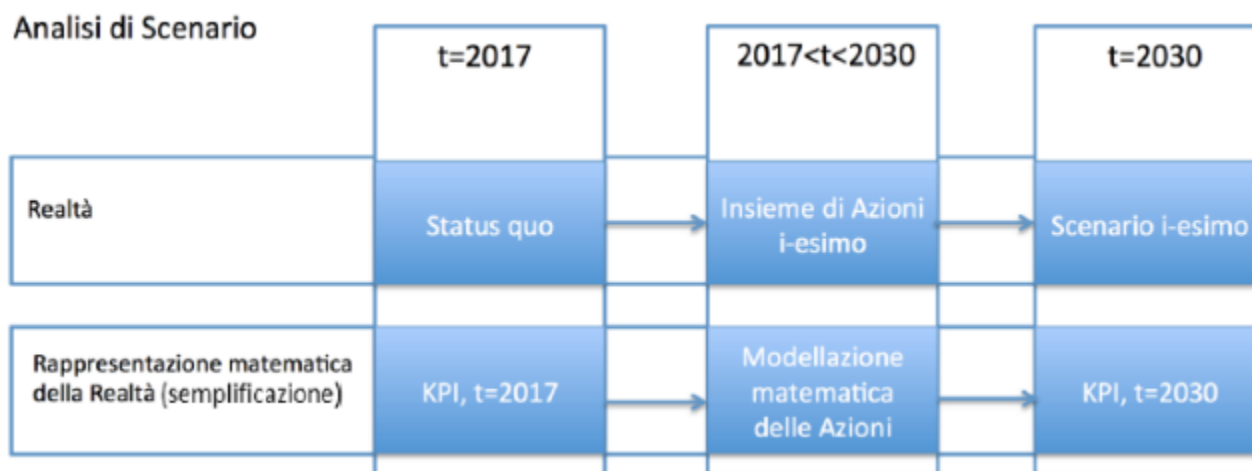 Analisi di Scenario
t=2017
2017<t<2030
t=2030
Realtà
Status quo
Insieme di Azioni
i-esimo
Scenario i-esimo
Rappresentazione matematica
della Realtà (semplificazione)
KPI, t=2017
Modellazione
matematica
delle Azioni
KPI, t=2030